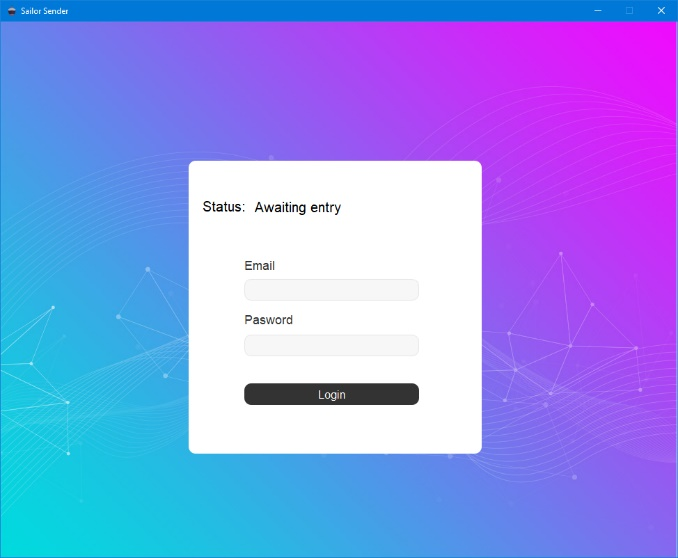 Sailor Sender
Status: Awaiting entry
Email
Pasword
Login